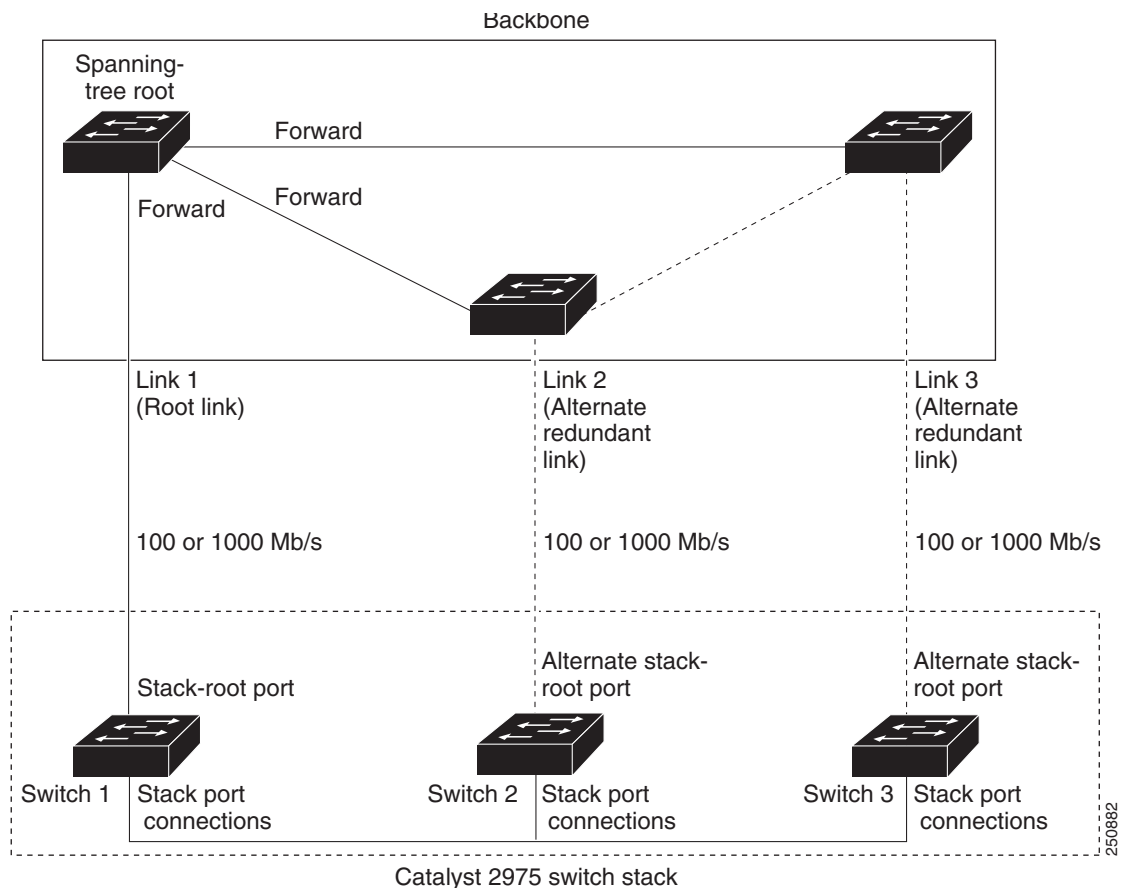 Backbone
Spanning-
tree root
Forward
Forward
Forward
Link 1
(Root link)
Link 2
(Alternate
redundant
link)
Link 3
(Alternate
redundant
link)
100 or 1000 Mb/s
100 or 1000 Mb/s
100 or 1000 Mb/s
Stack-root port
Alternate stack-
root port
Alternate stack-
root port
Switch 1
Stack port
connections
Switch 2
Stack port
connections
Switch 3
Stack port
connections
250882
Catalyst 2975 switch stack